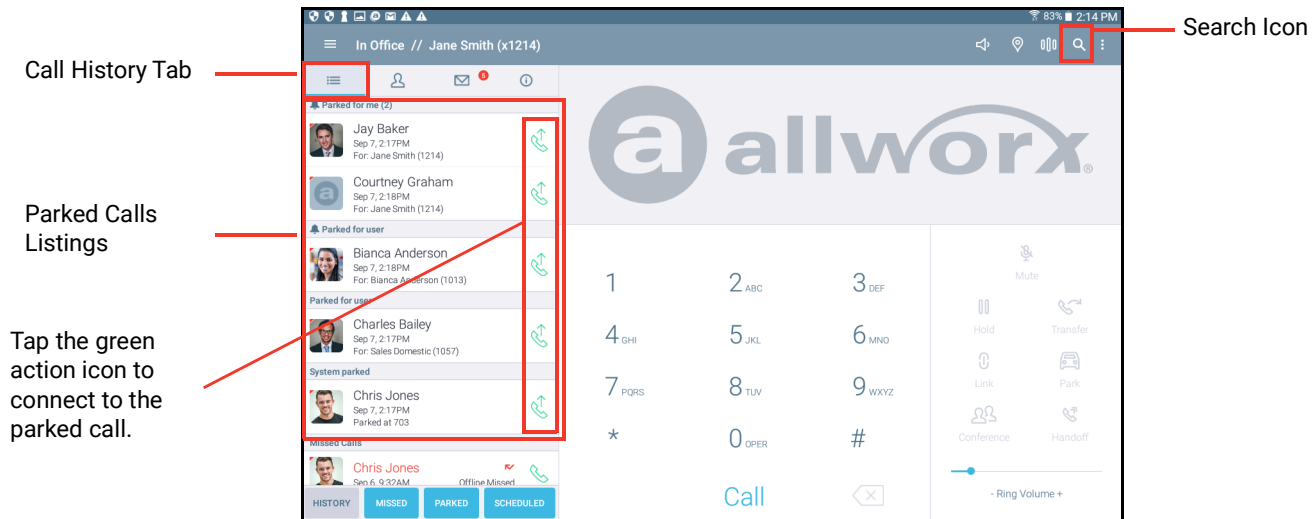 83% 2:14 PM
In Office // Jane Smith (x1214)
Search Icon
Call History Tab
5
Parked for me (2)
Jay Baker
Sep 7, 2:17PM
For: Jane Smith (1214)
Courtney Graham
Sep 7, 2:18PM
For: Jane Smith (1214)
Parked Calls
Listings
Parked for user
Bianca Anderson
Sep 7, 2:18PM
For: Bianca Anderson (1013)
Parked for user
Charles Bailey
Sep 7, 2:17PM
For: Sales Domestic (1057)
Tap the green
action icon to
connect to the
parked call.
System parked
Chris Jones
Sep 7, 2:17PM
Parked at 703
Missed Calls
Chris Jones
Sep 6, 9:32AM Offline Missed
HISTORY MISSED PARKED SCHEDULED
a allworx®
1 2 ABC 3 DEF
4 GHI 5 JKL 6 MNO
7 PQRS 8 TUV 9 WXYZ
* 0 OPER #
Call
Mute
Hold Transfer
Link Park
Conference Handoff
- Ring Volume +